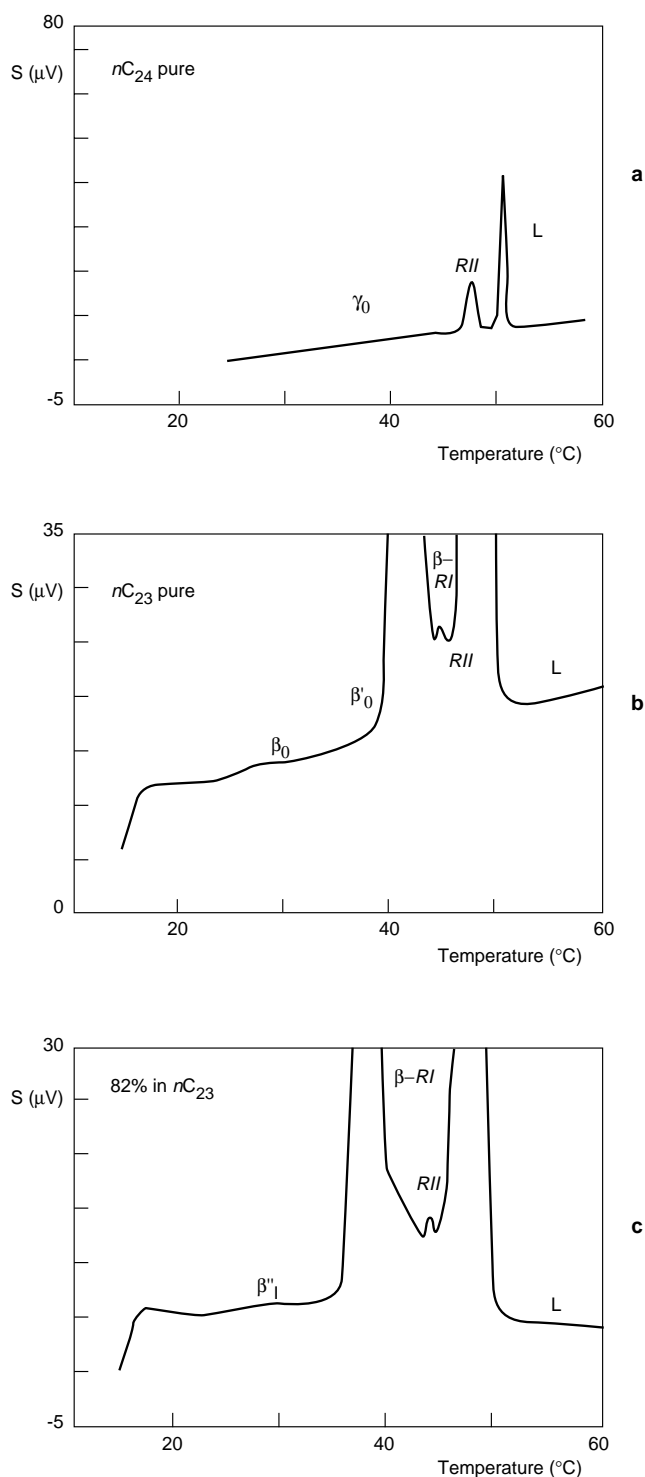 80
S (μV)
nC24 pure
a
L
RII
γ0
-5
20 40 60
Temperature (°C)
35
S (μV)
nC23 pure
β–
RI
RII
L
β'0
b
β0
0
20 40 60
Temperature (°C)
30
S (μV)
82% in nC23
β–RI
RII
c
β"I
L
-5
20 40 60
Temperature (°C)